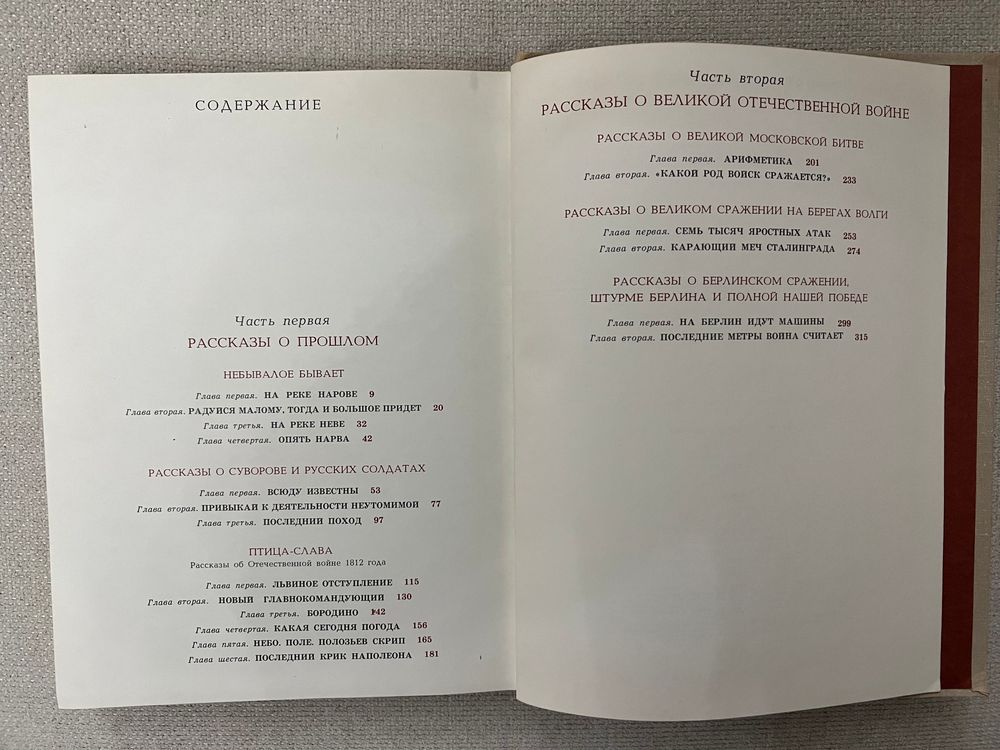 СОДЕРЖАНИЕ
Часть первая
РАССКАЗЫ О ПРОШЛОМ
НЕБЫВАЛОЕ БЫВАЕТ
Глава первая. НА РЕКЕ НАРОВЕ 9
Глава вторая. РАДУЙСЯ МАЛОМУ, ТОГДА И БОЛЬШОЕ ПРИДЕТ 20
Глава третья. НА РЕКЕ НЕВЕ 32
Глава четвертая. ОПЯТЬ НАРВА 42
РАССКАЗЫ О СУВОРОВЕ И РУССКИХ СОЛДАТАХ
Глава первая. ВСЮДУ ИЗВЕСТНЫ 53
Глава вторая. ПРИВЫКАЙ К ДЕЯТЕЛЬНОСТИ НЕУТОМИМОЙ 77
Глава третья. ПОСЛЕДНИЙ ПОХОД 97
ПТИЦА-СЛАВА
Рассказы об Отечественной войне 1812 года
Глава первая. ЛЬВИНОЕ ОТСТУПЛЕНИЕ 115
Глава вторая. НОВЫЙ ГЛАВНОКОМАНДУЮЩИЙ 130
Глава третья. БОРОДИНО 142
Глава четвертая. КАКАЯ СЕГОДНЯ ПОГОДА 156
Глава пятая. НЕБО. ПОЛЕ. ПОЛОЗЬЕВ СКРИП 165
Глава шестая. ПОСЛЕДНИЙ КРИК НАПОЛЕОНА 181
Часть вторая
РАССКАЗЫ О ВЕЛИКОЙ ОТЕЧЕСТВЕННОЙ ВОЙНЕ
РАССКАЗЫ О ВЕЛИКОЙ МОСКОВСКОЙ БИТВЕ
Глава первая. АРИФМЕТИКА 201
Глава вторая. «КАКОЙ РОД ВОЙСК СРАЖАЕТСЯ?» 233
РАССКАЗЫ О ВЕЛИКОМ СРАЖЕНИИ НА БЕРЕГАХ ВОЛГИ
Глава первая. СЕМЬ ТЫСЯЧ ЯРОСТНЫХ АТАК 253
Глава вторая. КАРАЮЩИЙ МЕЧ СТАЛИНГРАДА 274
РАССКАЗЫ О БЕРЛИНСКОМ СРАЖЕНИИ,
ШТУРМЕ БЕРЛИНА И ПОЛНОЙ НАШЕЙ ПОБЕДЕ
Глава первая. НА БЕРЛИН ИДУТ МАШИНЫ 299
Глава вторая. ПОСЛЕДНИЕ МЕТРЫ ВОЙНА СЧИТАЕТ 315